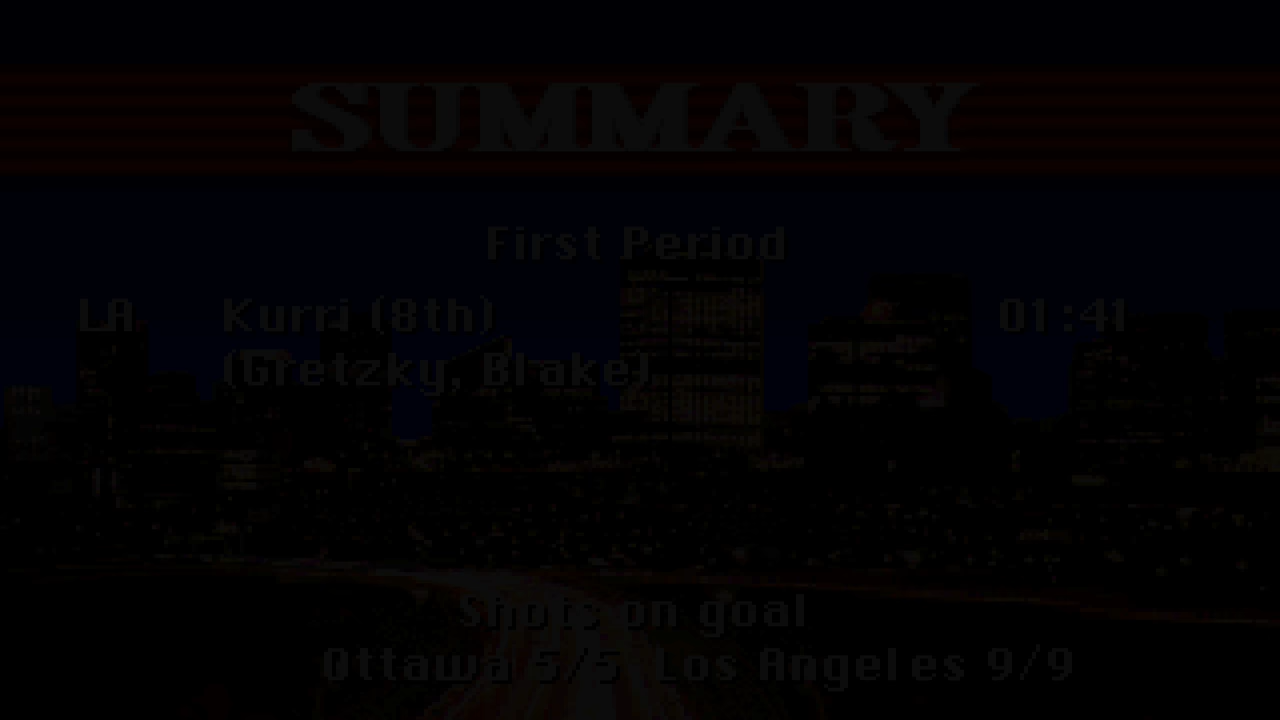 SUMMARY
First Period
LA Kurri (8th) 01:41
(Gretzky, Blake)
Shots on goal
Ottawa 5/5 Los Angeles 9/9